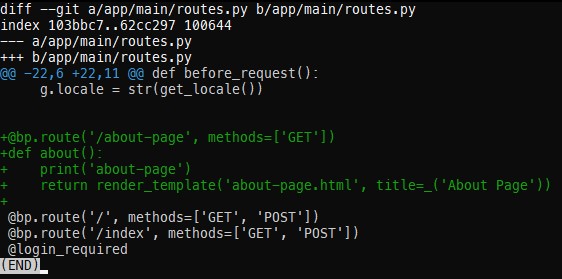 diff --git a/app/main/routes.py b/app/main/routes.py
index 103bbc7..62cc297 100644
--- a/app/main/routes.py
+++ b/app/main/routes.py
@@ -22,6 +22,11 @@ def before_request():
     g.locale = str(get_locale())
+@bp.route('/about-page', methods=['GET'])
+def about():
+    print('about-page')
+    return render_template('about-page.html', title=_('About Page'))
+
 @bp.route('/', methods=['GET', 'POST'])
 @bp.route('/index', methods=['GET', 'POST'])
 @login_required
(END)